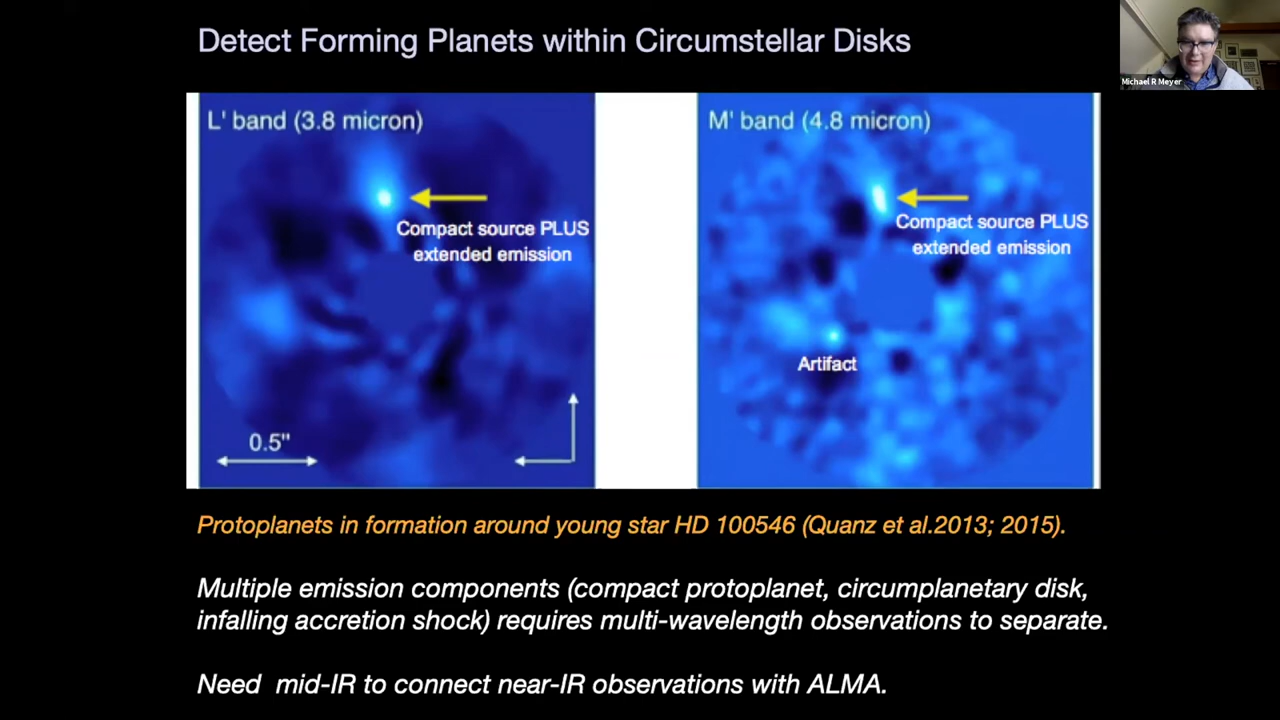 Detect Forming Planets within Circumstellar Disks
Michael R Meyer
L' band (3.8 micron)
Compact source PLUS
extended emission
0.5"
M' band (4.8 micron)
Compact source PLUS
extended emission
Artifact
Protoplanets in formation around young star HD 100546 (Quanz et al.2013; 2015).
Multiple emission components (compact protoplanet, circumplanetary disk,
infalling accretion shock) requires multi-wavelength observations to separate.
Need  mid-IR to connect near-IR observations with ALMA.